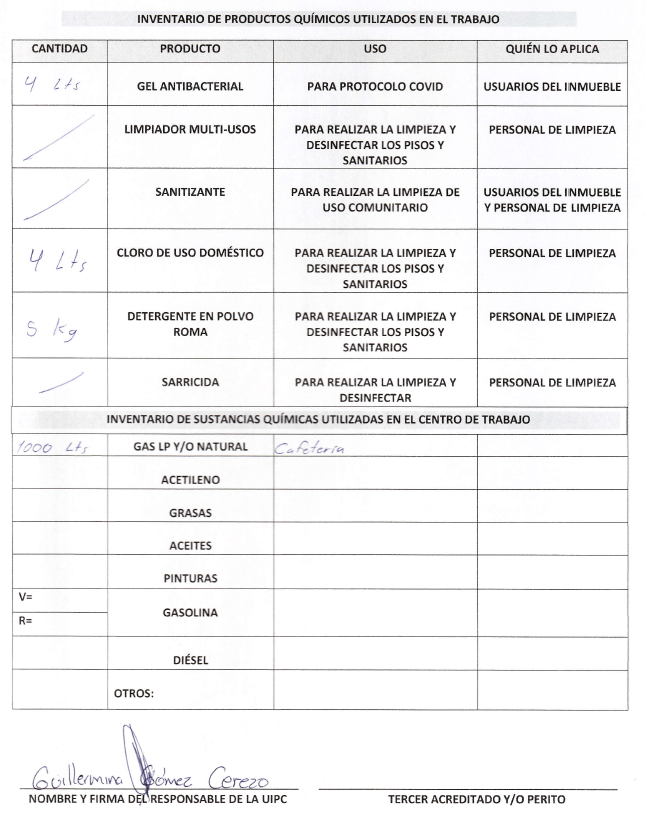 INVENTARIO DE PRODUCTOS QUÍMICOS UTILIZADOS EN EL TRABAJO
CANTIDAD PRODUCTO USO QUIÉN LO APLICA
4 Lts GEL ANTIBACTERIAL PARA PROTOCOLO COVID USUARIOS DEL INMUEBLE
LIMPIADOR MULTI-USOS PARA REALIZAR LA LIMPIEZA Y PERSONAL DE LIMPIEZA
DESINFECTAR LOS PISOS Y
SANITARIOS
SANITIZANTE PARA REALIZAR LA LIMPIEZA DE USUARIOS DEL INMUEBLE
USO COMUNITARIO Y PERSONAL DE LIMPIEZA
4 Lts CLORO DE USO DOMÉSTICO PARA REALIZAR LA LIMPIEZA Y PERSONAL DE LIMPIEZA
DESINFECTAR LOS PISOS Y
SANITARIOS
5 kg DETERGENTE EN POLVO PARA REALIZAR LA LIMPIEZA Y PERSONAL DE LIMPIEZA
ROMA DESINFECTAR LOS PISOS Y
SANITARIOS
SARRICIDA PARA REALIZAR LA LIMPIEZA Y PERSONAL DE LIMPIEZA
DESINFECTAR
INVENTARIO DE SUSTANCIAS QUÍMICAS UTILIZADAS EN EL CENTRO DE TRABAJO
1000 Lts GAS LP Y/O NATURAL Cafetería
ACETILENO
GRASAS
ACEITES
PINTURAS
V=
GASOLINA
R=
DIÉSEL
OTROS:
Guillermina Gómez Cerezo
NOMBRE Y FIRMA DEL RESPONSABLE DE LA UIPC TERCER ACREDITADO Y/O PERITO